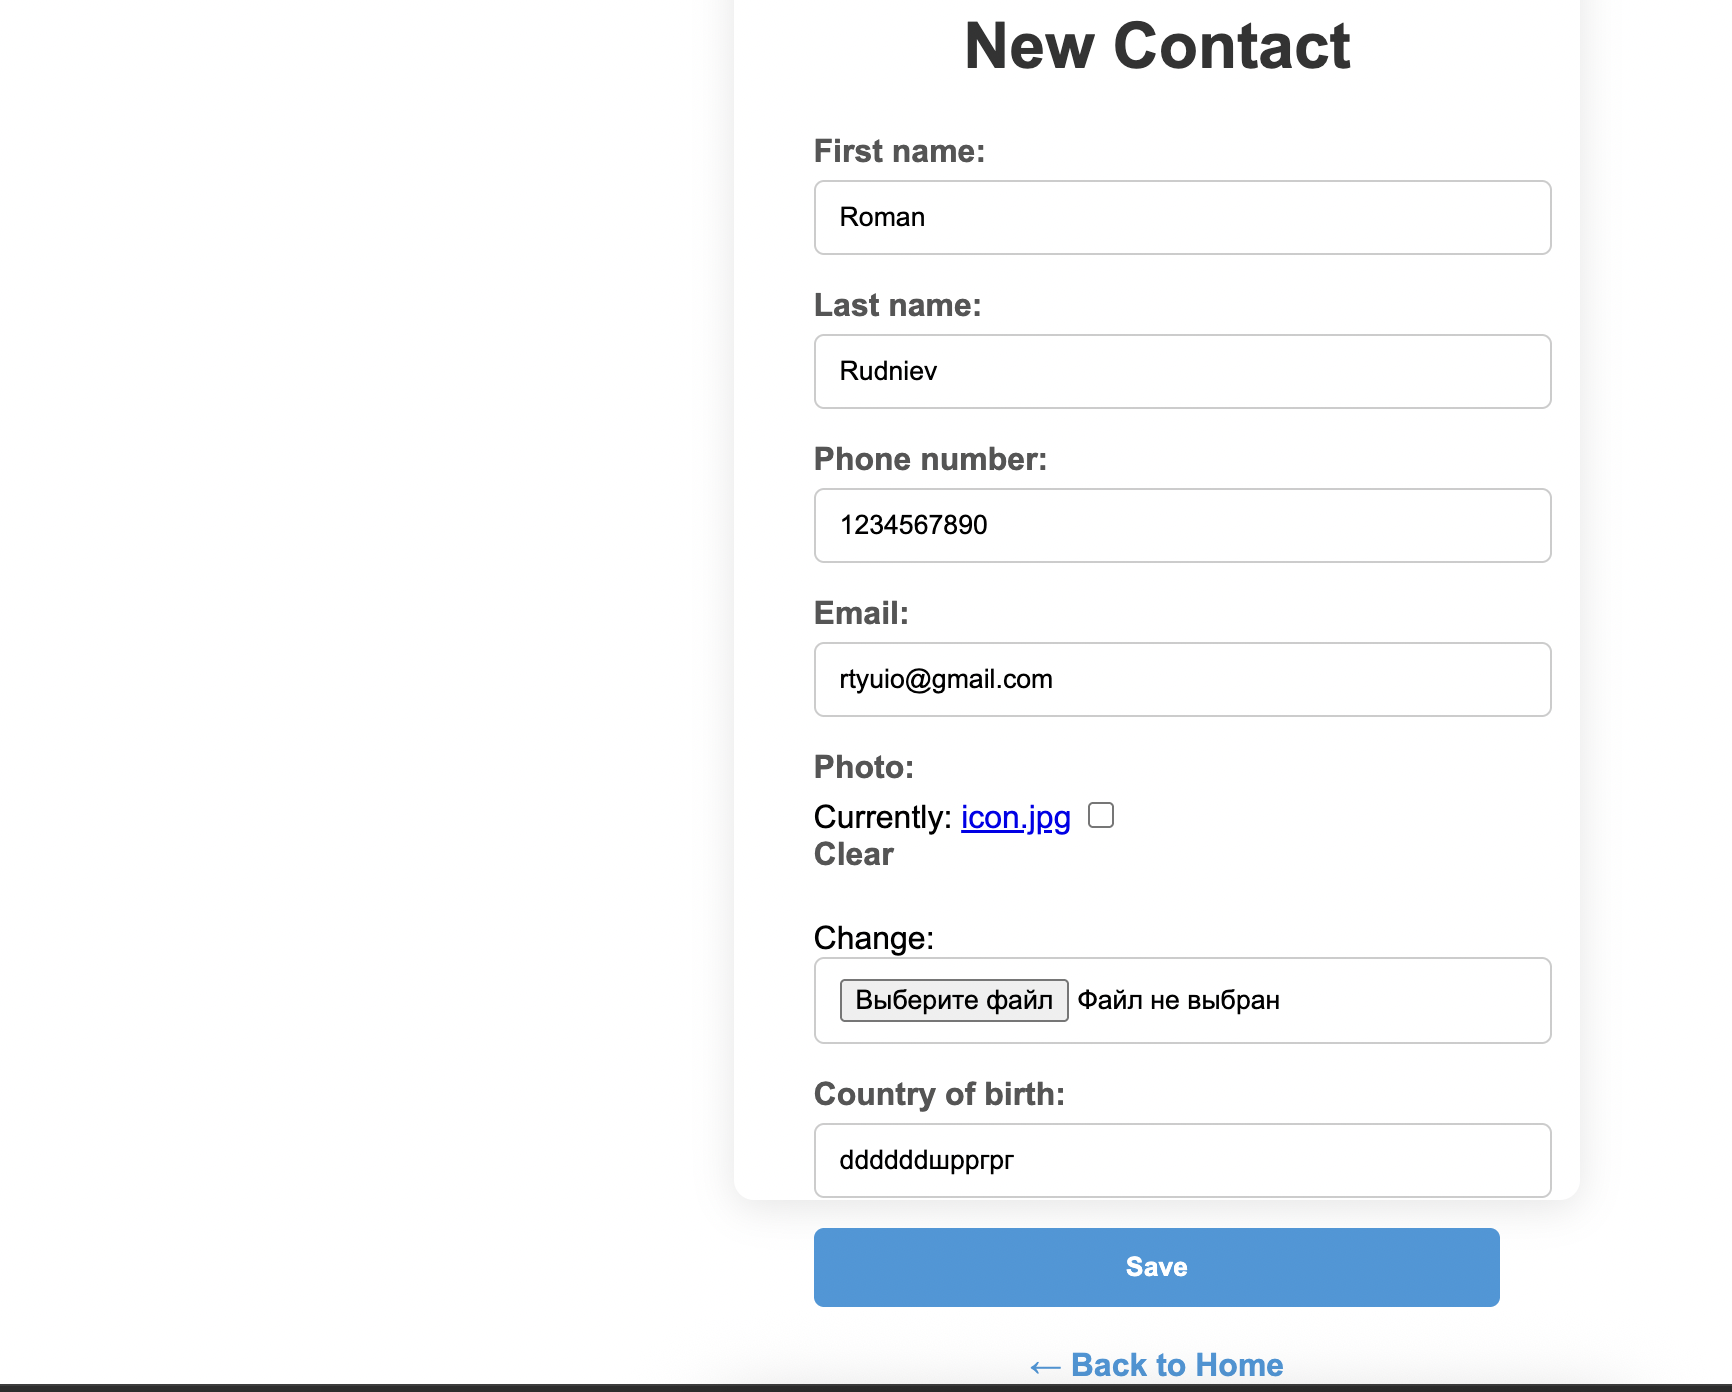 New Contact
First name:
Roman
Last name:
Rudniev
Phone number:
1234567890
Email:
rtyuio@gmail.com
Photo:
Currently: icon.jpg
Clear
Change:
Выберите файл Файл не выбран
Country of birth:
ddddddшрргрг
Save
← Back to Home